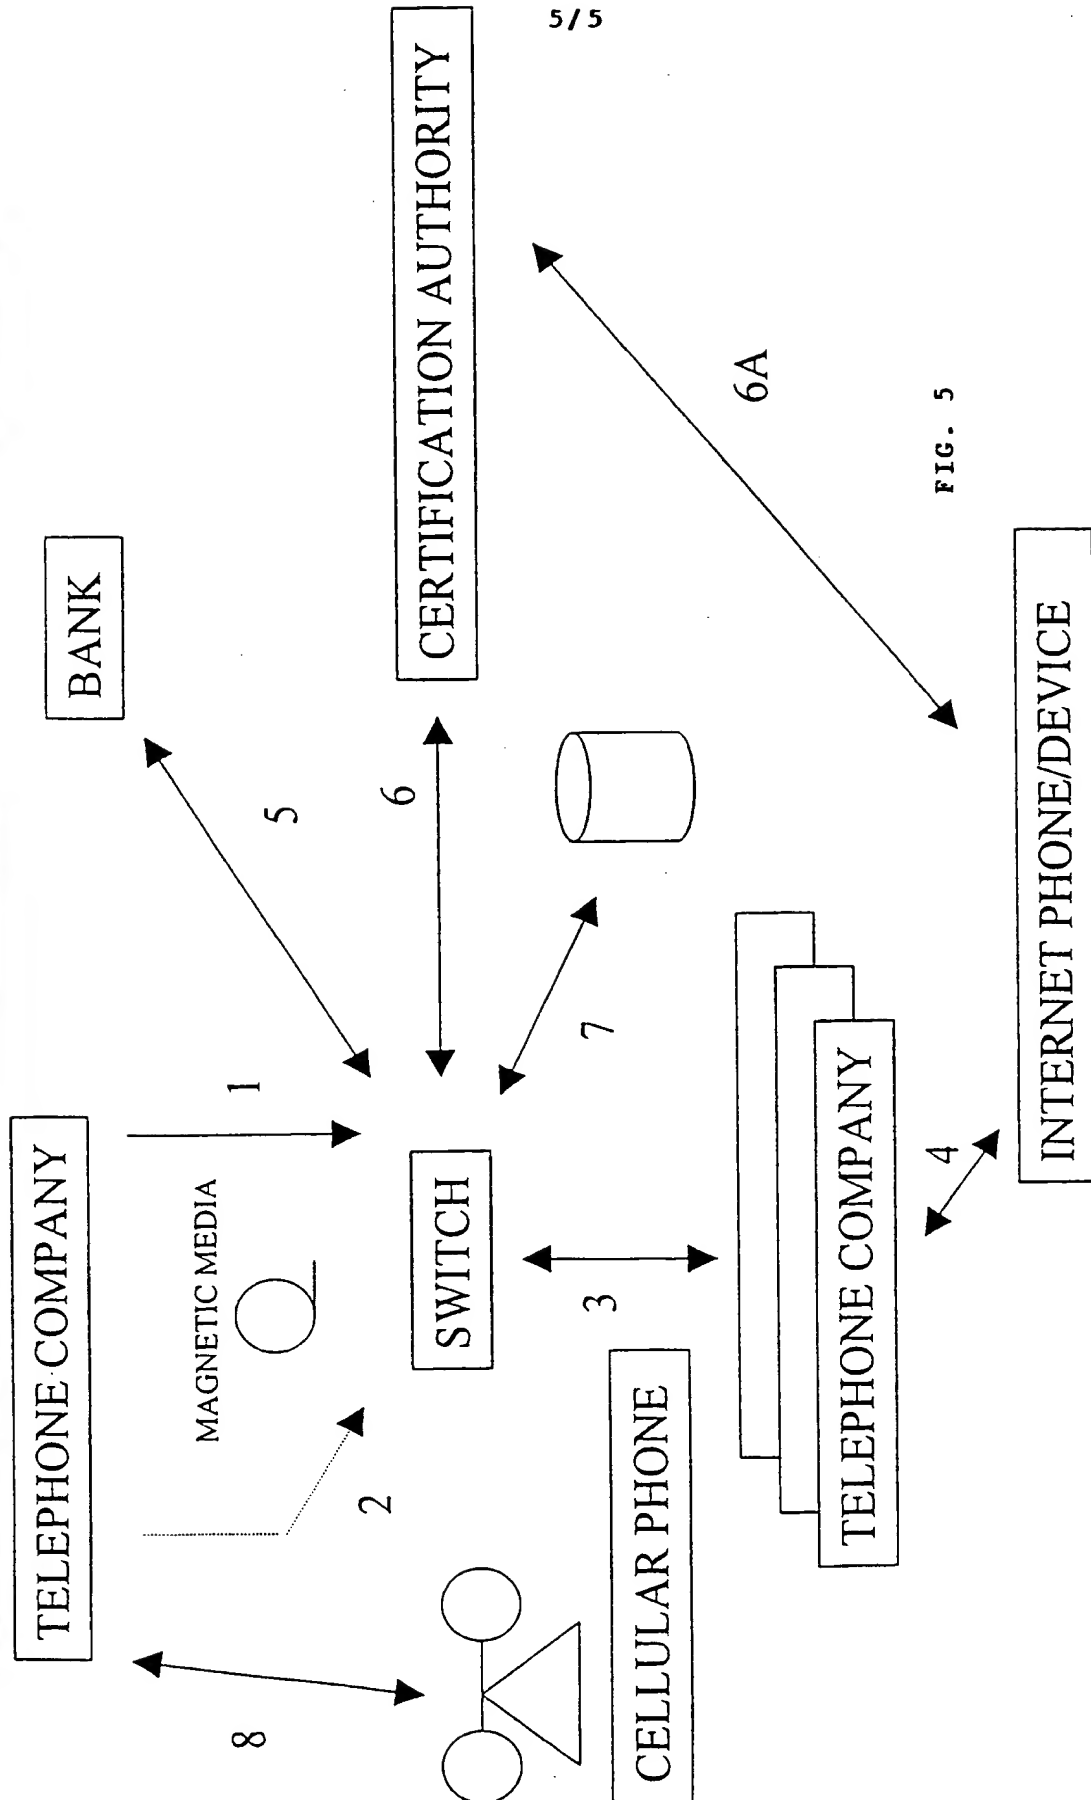 5/5
TELEPHONE COMPANY
BANK
8
1
5
MAGNETIC MEDIA
2
SWITCH
6
CERTIFICATION AUTHORITY
3
7
CELLULAR PHONE
6A
TELEPHONE COMPANY
4
FIG. 5
INTERNET PHONE/DEVICE